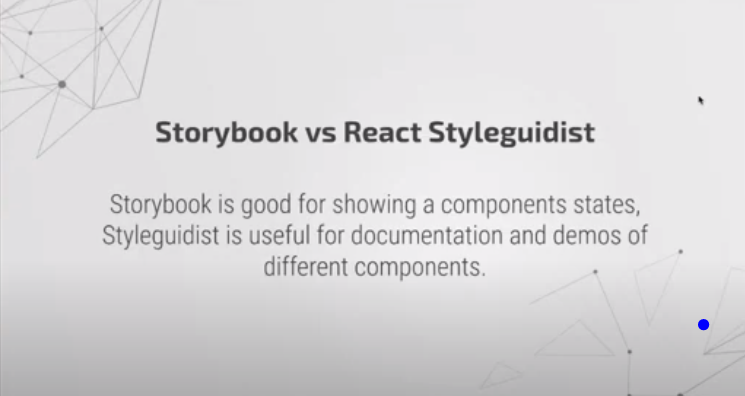 Storybook vs React Styleguidist
Storybook is good for showing a components states,
Styleguidist is useful for documentation and demos of
different components.